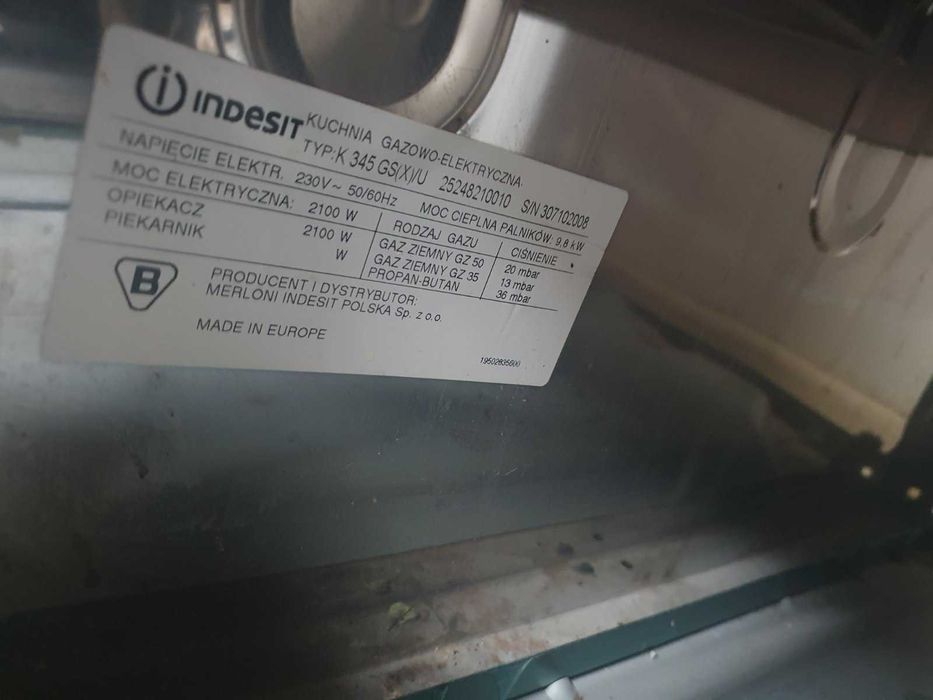 indesit KUCHNIA GAZOWO-ELEKTRYCZNA
TYP:K 345 GS(X)/U 25248210010 S/N 307102008
NAPIĘCIE ELEKTR. 230V~ 50/60Hz MOC CIEPLNA PALNIKÓW: 9,8 kW
MOC ELEKTRYCZNA: 2100 W RODZAJ GAZU CIŚNIENIE
OPIEKACZ 2100 W GAZ ZIEMNY GZ 50 20 mbar
PIEKARNIK W GAZ ZIEMNY GZ 35 13 mbar
PROPAN-BUTAN 36 mbar
B
PRODUCENT I DYSTRYBUTOR:
MERLONI INDESIT POLSKA Sp. z o.o.
MADE IN EUROPE
19502835600